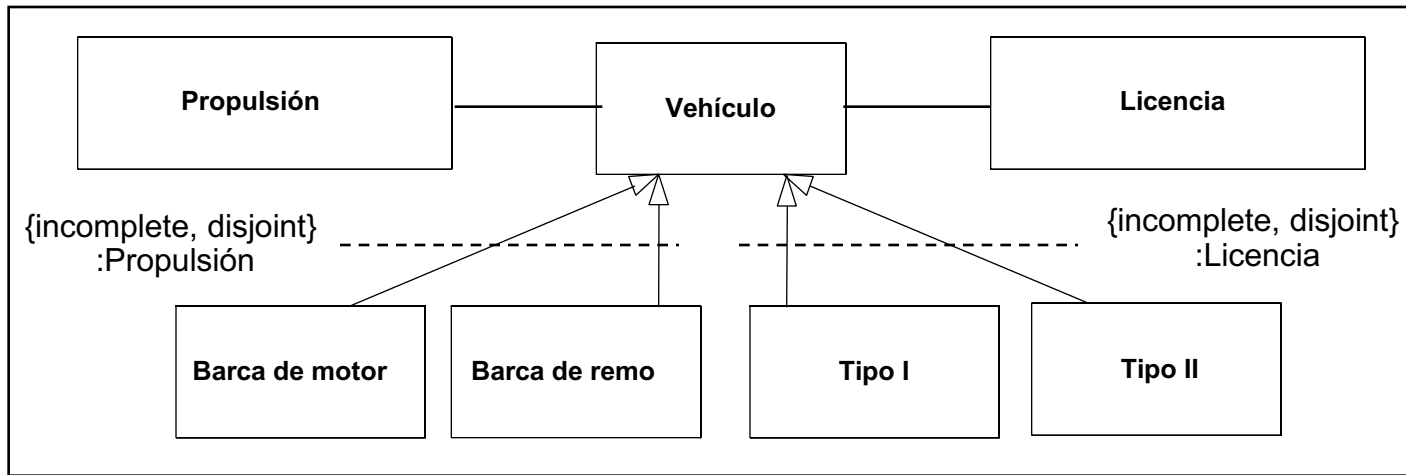 Propulsión
Vehículo
Licencia
{incomplete, disjoint}
:Propulsión
{incomplete, disjoint}
:Licencia
Barca de motor
Barca de remo
Tipo I
Tipo II